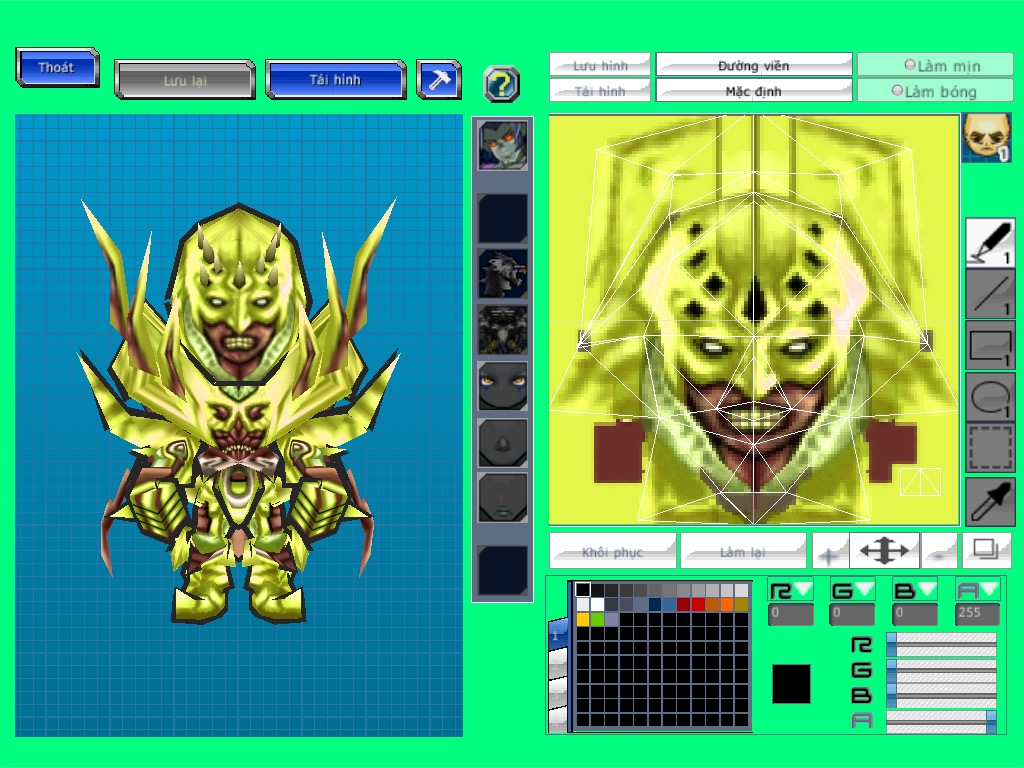 Thoát
Lưu lại
Tải hình
?
Lưu hình
Đường viền
Làm mịn
Tải hình
Mặc định
Làm bóng
1
1
1
1
1
Khôi phục
Làm lại
R
G
B
A
0
0
0
255
1
R
G
B
A